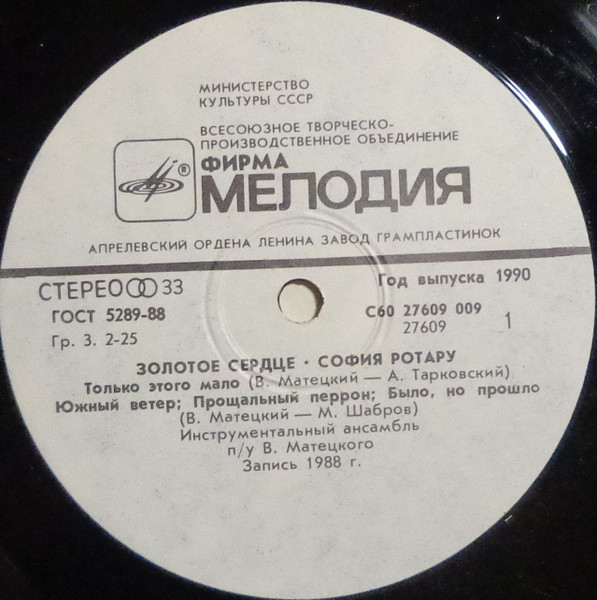 МИНИСТЕРСТВО
КУЛЬТУРЫ СССР
ВСЕСОЮЗНОЕ ТВОРЧЕСКО-
ПРОИЗВОДСТВЕННОЕ ОБЪЕДИНЕНИЕ
ФИРМА
®
МЕЛОДИЯ
АПРЕЛЕВСКИЙ ОРДЕНА ЛЕНИНА ЗАВОД ГРАМПЛАСТИНОК
СТЕРЕО 33
Год выпуска 1990
ГОСТ 5289-88
С60 27609 009
Гр. 3. 2-25
27609
1
ЗОЛОТОЕ СЕРДЦЕ · СОФИЯ РОТАРУ
Только этого мало (В. Матецкий — А. Тарковский)
Южный ветер; Прощальный перрон; Было, но прошло
(В. Матецкий — М. Шабров)
Инструментальный ансамбль
п/у В. Матецкого
Запись 1988 г.